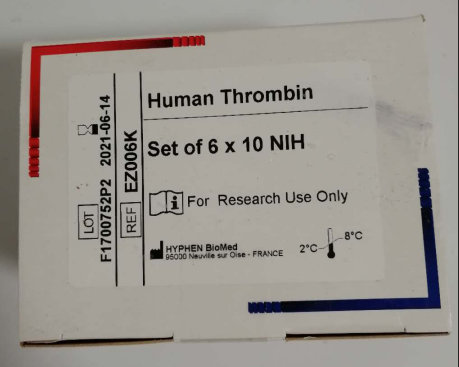 Human Thrombin
Set of 6 x 10 NIH
i For Research Use Only
HYPHEN BioMed
95000 Neuville sur Oise - FRANCE
2°C
8°C
REF EZ006K
LOT F1700752P2 2021-06-14